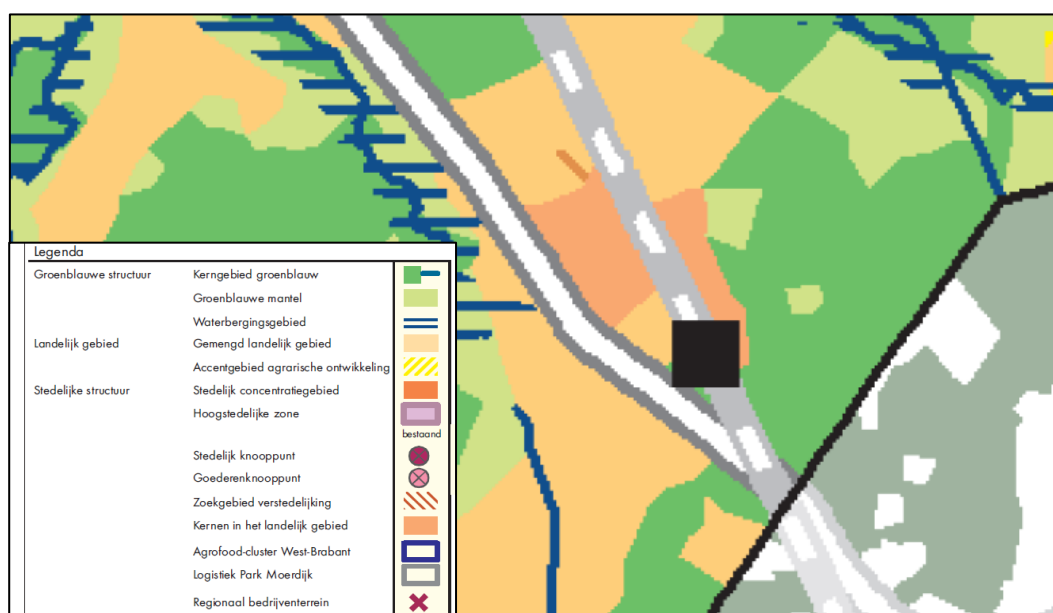 Legenda
Groenblauwe structuur Kerngebied groenblauw
Groenblauwe mantel
Waterbergingsgebied
Landelijk gebied Gemengd landelijk gebied
Accentgebied agrarische ontwikkeling
Stedelijke structuur Stedelijk concentratiegebied
Hoogstedelijke zone
bestaand
Stedelijk knooppunt
Goederenknooppunt
Zoekgebied verstedelijking
Kernen in het landelijk gebied
Agrofood-cluster West-Brabant
Logistiek Park Moerdijk
Regionaal bedrijventerrein